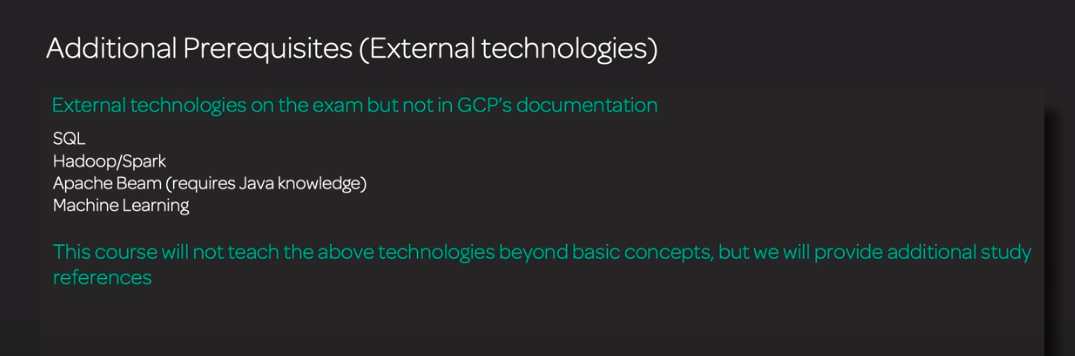 Additional Prerequisites (External technologies)
External technologies on the exam but not in GCP's documentation
SQL
Hadoop/Spark
Apache Beam (requires Java knowledge)
Machine Learning
This course will not teach the above technologies beyond basic concepts, but we will provide additional study
references